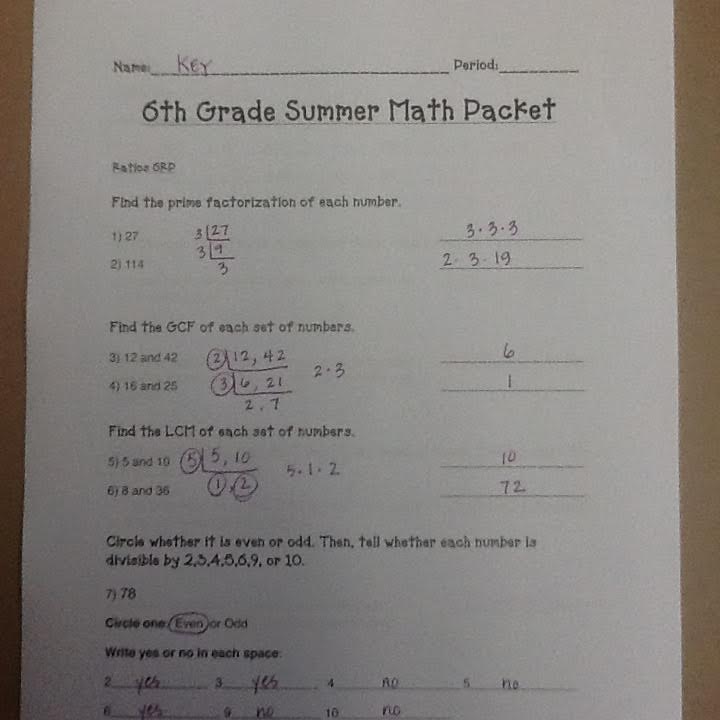 Name: KEY Period:
6th Grade Summer Math Packet
Ratios 6RP
Find the prime factorization of each number.
1) 27 3 27 3·3·3
3 9
2) 114 3 2· 3· 19
Find the GCF of each set of numbers.
3) 12 and 42 2 12, 42 2·3 6
4) 16 and 25 3 6, 21 1
2, 7
Find the LCM of each set of numbers.
5) 5 and 10 5 5, 10 5·1·2 10
6) 8 and 36 1, 2 72
Circle whether it is even or odd. Then, tell whether each number is
divisible by 2,3,4,5,6,9, or 10.
7) 78
Circle one: Even or Odd
Write yes or no in each space:
2 yes 3 yes 4 no 5 no
6 yes 9 no 10 no